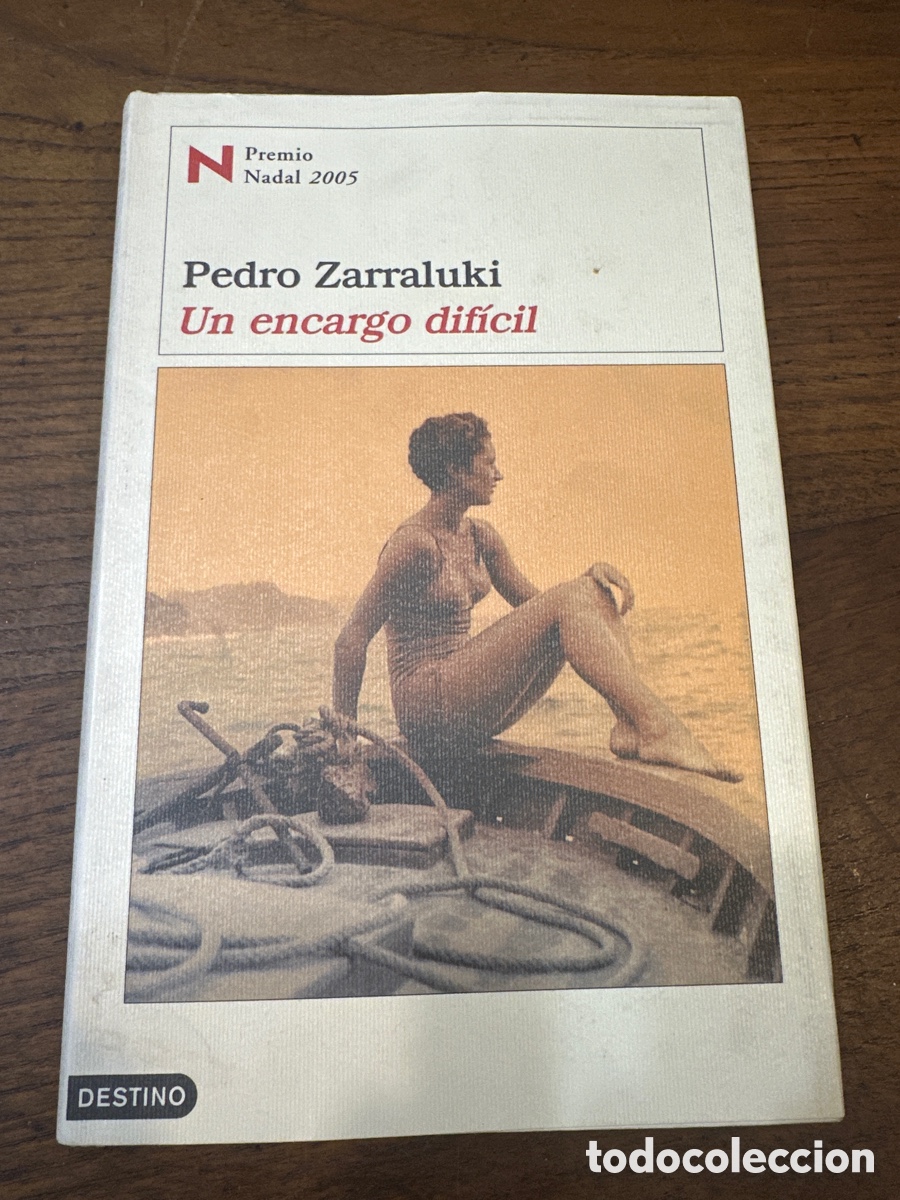 N Premio
Nadal 2005
Pedro Zarraluki
Un encargo difícil
DESTINO
todocoleccion